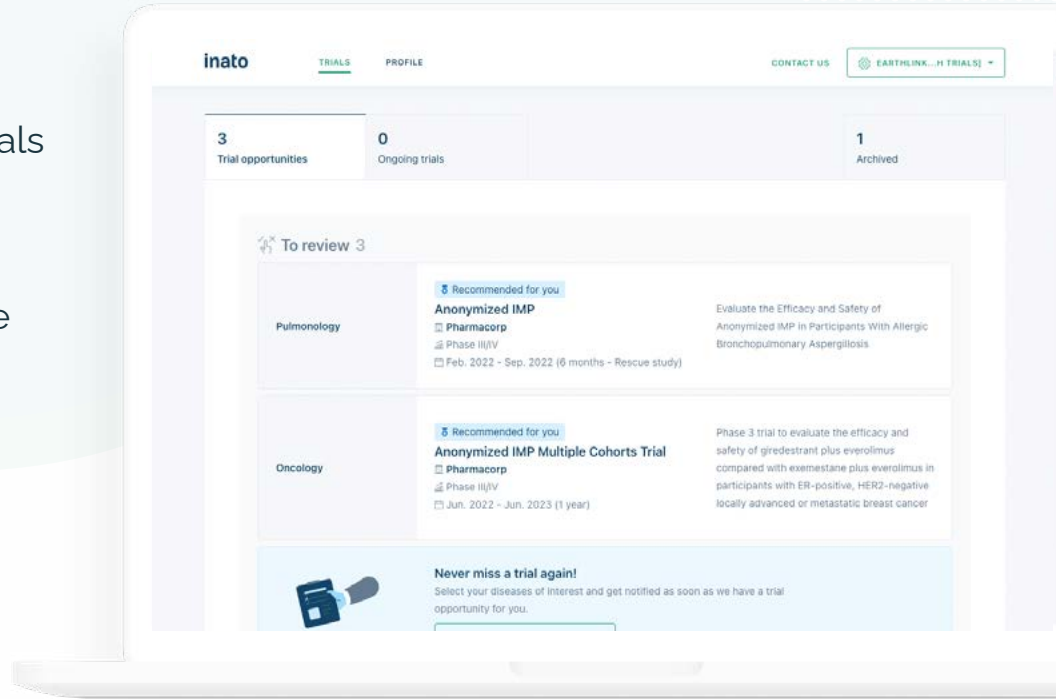 als
e
inato
TRIALS
PROFILE
CONTACT US
EARTHLINK...H TRIALS]
3
Trial opportunities
0
Ongoing trials
1
Archived
To review 3
Pulmonology
Recommended for you
Anonymized IMP
Pharmacorp
Phase III/IV
Feb. 2022 - Sep. 2022 (6 months - Rescue study)
Evaluate the Efficacy and Safety of
Anonymized IMP in Participants With Allergic
Bronchopulmonary Aspergillosis
Oncology
Recommended for you
Anonymized IMP Multiple Cohorts Trial
Pharmacorp
Phase III/IV
Jun. 2022 - Jun. 2023 (1 year)
Phase 3 trial to evaluate the efficacy and
safety of giredestrant plus everolimus
compared with exemestane plus everolimus in
participants with ER-positive, HER2-negative
locally advanced or metastatic breast cancer
Never miss a trial again!
Select your diseases of interest and get notified as soon as we have a trial
opportunity for you.